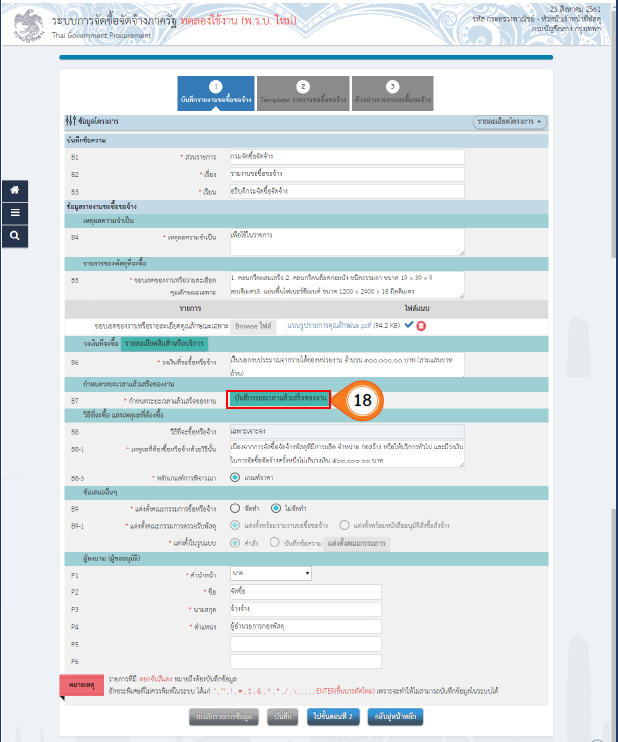 23 สิงหาคม 2561
ระบบการจัดซื้อจัดจ้างภาครัฐ ทดลองใช้งาน (พ.ร.บ. ใหม่)
Thai Government Procurement
รหัส กระทรวงพาณิชย์ - หัวหน้าเจ้าหน้าที่พัสดุ
กรมบัญชีกลาง กรุงเทพฯ
1 2 3
บันทึกรายงานขอซื้อขอจ้าง Template รายงานขอซื้อขอจ้าง ตัวอย่างรายงานขอซื้อขอจ้าง
ข้อมูลโครงการ รายละเอียดโครงการ
บันทึกข้อความ
B1 * ส่วนราชการ กรมจัดซื้อจัดจ้าง
B2 * เรื่อง รายงานขอซื้อขอจ้าง
B3 * เรียน อธิบดีกรมจัดซื้อจัดจ้าง
ข้อมูลรายงานขอซื้อขอจ้าง
เหตุผลความจำเป็น
B4 * เหตุผลความจำเป็น เพื่อใช้ในราชการ
รายการของพัสดุที่จะซื้อ
B5 * ขอบเขตของงานหรือรายละเอียดคุณลักษณะเฉพาะ 1. คอนกรีตผสมเสร็จ 2. คอนกรีตบล็อคก่อผนัง ชนิดธรรมดา ขนาด 19 x 39 x 9
เซนติเมตร3. แผ่นพื้นไฟเบอร์ซีเมนต์ ขนาด 1200 x 2400 x 18 มิลลิเมตร
รายการ ไฟล์แนบ
ขอบเขตของงานหรือรายละเอียดคุณลักษณะเฉพาะ Browse ไฟล์ แบบรูปรายการคุณลักษณะ.pdf (94.2 KB)
วงเงินที่จะซื้อ รายละเอียดสินค้าหรือบริการ
B6 * วงเงินที่จะซื้อหรือจ้าง เงินนอกงบประมาณจากรายได้ของหน่วยงาน จำนวน ๓๐๐,๐๐๐.๐๐ บาท (สามแสนบาท
ถ้วน)
กำหนดระยะเวลาแล้วเสร็จของงาน
B7 * กำหนดระยะเวลาแล้วเสร็จของงาน บันทึกระยะเวลาแล้วเสร็จของงาน 18
วิธีที่จะซื้อ และเหตุผลที่ต้องซื้อ
B8 วิธีที่จะซื้อหรือจ้าง เฉพาะเจาะจง
B8-1 * เหตุผลที่ต้องซื้อหรือจ้างด้วยวิธีนั้น เนื่องจากการจัดซื้อจัดจ้างพัสดุที่มีการผลิต จำหน่าย ก่อสร้าง หรือให้บริการทั่วไป และมีวงเงิน
ในการจัดซื้อจัดจ้างครั้งหนึ่งไม่เกินวงเงิน ๕๐๐,๐๐๐.๐๐ บาท
B8-3 * หลักเกณฑ์การพิจารณา เกณฑ์ราคา
ข้อเสนออื่นๆ
B9 * แต่งตั้งคณะกรรมการซื้อหรือจ้าง จัดทำ ไม่จัดทำ
B9-1 * แต่งตั้งคณะกรรมการตรวจรับพัสดุ แต่งตั้งพร้อมรายงานขอซื้อขอจ้าง แต่งตั้งพร้อมหนังสืออนุมัติสั่งซื้อสั่งจ้าง
* แต่งตั้งในรูปแบบ คำสั่ง บันทึกข้อความ แต่งตั้งคณะกรรมการ
ผู้ลงนาม (ผู้ขออนุมัติ)
P1 * คำนำหน้า นาย
P2 * ชื่อ จัดซื้อ
P3 * นามสกุล จ้างจ้าง
P4 * ตำแหน่ง ผู้อำนวยการกองพัสดุ
P5
P6
หมายเหตุ รายการที่มี ดอกจันสีแดง หมายถึงต้องบันทึกข้อมูล
อักขระพิเศษที่ไม่ควรพิมพ์ในระบบ ได้แก่ ENTER(ขึ้นบรรทัดใหม่) เพราะจะทำให้ไม่สามารถบันทึกข้อมูลในระบบได้
ยกเลิกรายการข้อมูล บันทึก ไปขั้นตอนที่ 2 กลับสู่หน้าหลัก